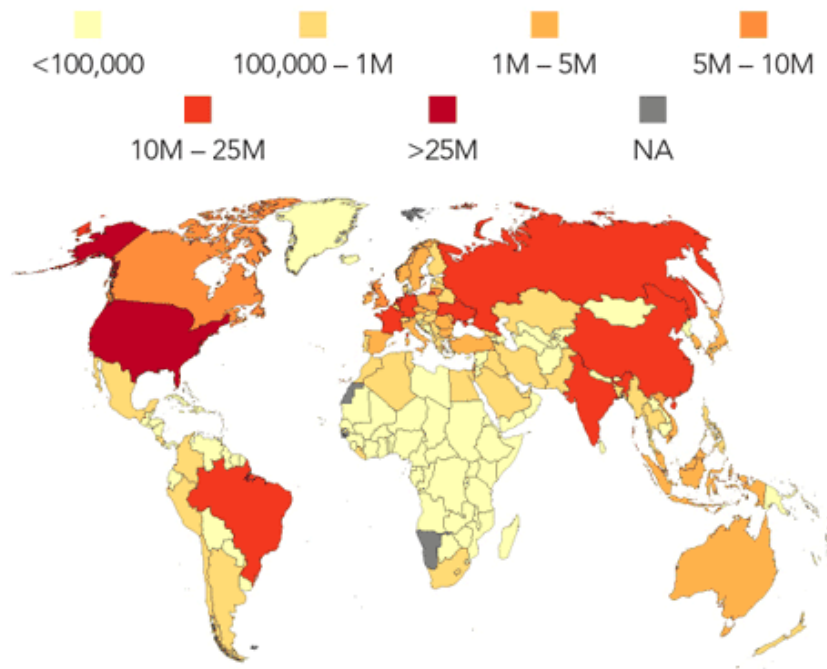 <100,000 100,000 – 1M 1M – 5M 5M – 10M
10M – 25M >25M NA